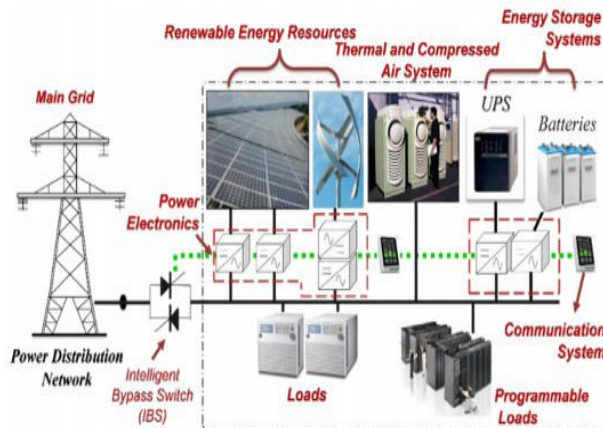 Renewable Energy Resources
Energy Storage
Systems
Thermal and Compressed
Air System
Main Grid
UPS
Batteries
Power
Electronics
Power Distribution
Network
Intelligent
Bypass Switch
(IBS)
Loads
Programmable
Loads
Communication
System